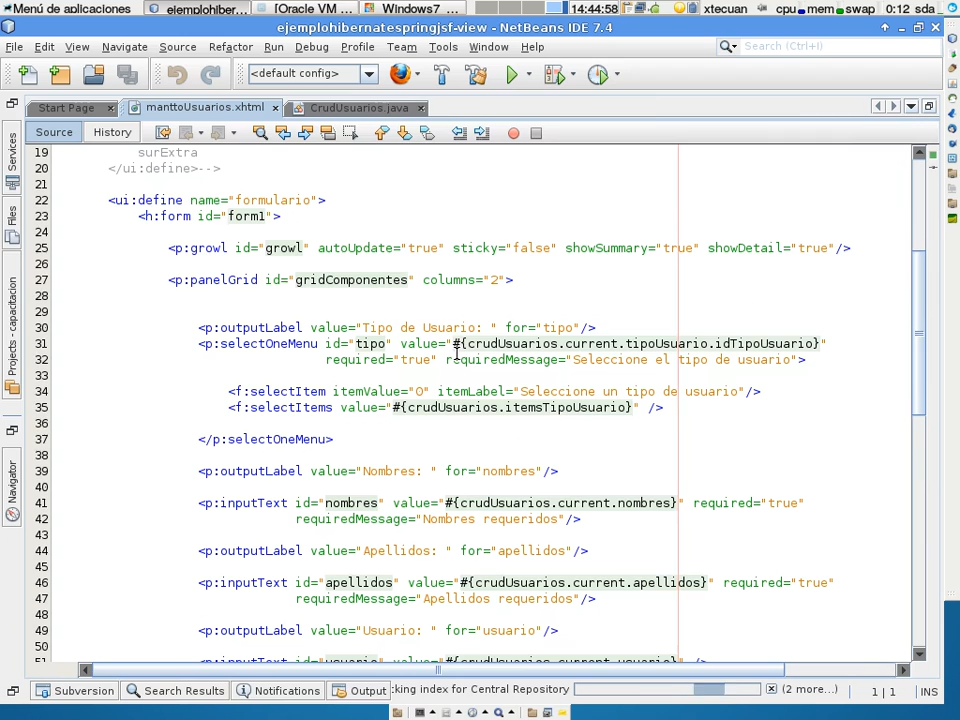 Menú de aplicaciones elemplohiber... [Oracle VM ... Windows7 ... 14:44:58 xtecuan cpu mem swap 0:12 sda
ejemplohibernatespringjsf-view - NetBeans IDE 7.4
File Edit View Navigate Source Refactor Run Debug Profile Team Tools Window Help Search (Ctrl+I)
<default config>
Start Page manttoUsuarios.xhtml CrudUsuarios.java
Source History
Services
Files
Projects - capacitacion
Navigator
19 surExtra
20 </ui:define>-->
21
22 <ui:define name="formulario">
23 <h:form id="form1">
24
25 <p:growl id="growl" autoUpdate="true" sticky="false" showSummary="true" showDetail="true"/>
26
27 <p:panelGrid id="gridComponentes" columns="2">
28
29
30 <p:outputLabel value="Tipo de Usuario: " for="tipo"/>
31 <p:selectOneMenu id="tipo" value="#{crudUsuarios.current.tipoUsuario.idTipoUsuario}"
32 required="true" requiredMessage="Seleccione el tipo de usuario">
33
34 <f:selectItem itemValue="0" itemLabel="Seleccione un tipo de usuario"/>
35 <f:selectItems value="#{crudUsuarios.itemsTipoUsuario}" />
36
37 </p:selectOneMenu>
38
39 <p:outputLabel value="Nombres: " for="nombres"/>
40
41 <p:inputText id="nombres" value="#{crudUsuarios.current.nombres}" required="true"
42 requiredMessage="Nombres requeridos"/>
43
44 <p:outputLabel value="Apellidos: " for="apellidos"/>
45
46 <p:inputText id="apellidos" value="#{crudUsuarios.current.apellidos}" required="true"
47 requiredMessage="Apellidos requeridos"/>
48
49 <p:outputLabel value="Usuario: " for="usuario"/>
50
51 <p:inputText id="usuario" value="#{crudUsuarios.current.usuario}" />
Subversion Search Results Notifications Output :king index for Central Repository (2 more...) 1 | 1 INS